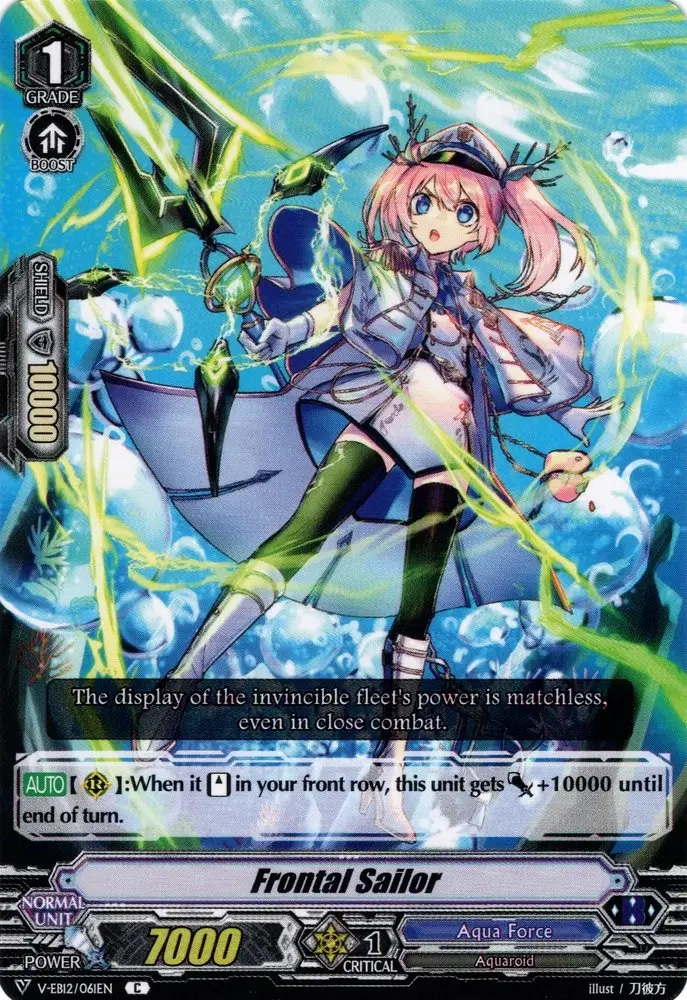 1
GRADE
BOOST
SHIELD 10000
The display of the invincible fleet's power is matchless,
even in close combat.
AUTO【 R 】:When it in your front row, this unit gets +10000 until
end of turn.
Frontal Sailor
NORMAL
UNIT
POWER
7000
1
CRITICAL
Aqua Force
Aquaroid
V-EB12/061EN C
illust / 刀彼方